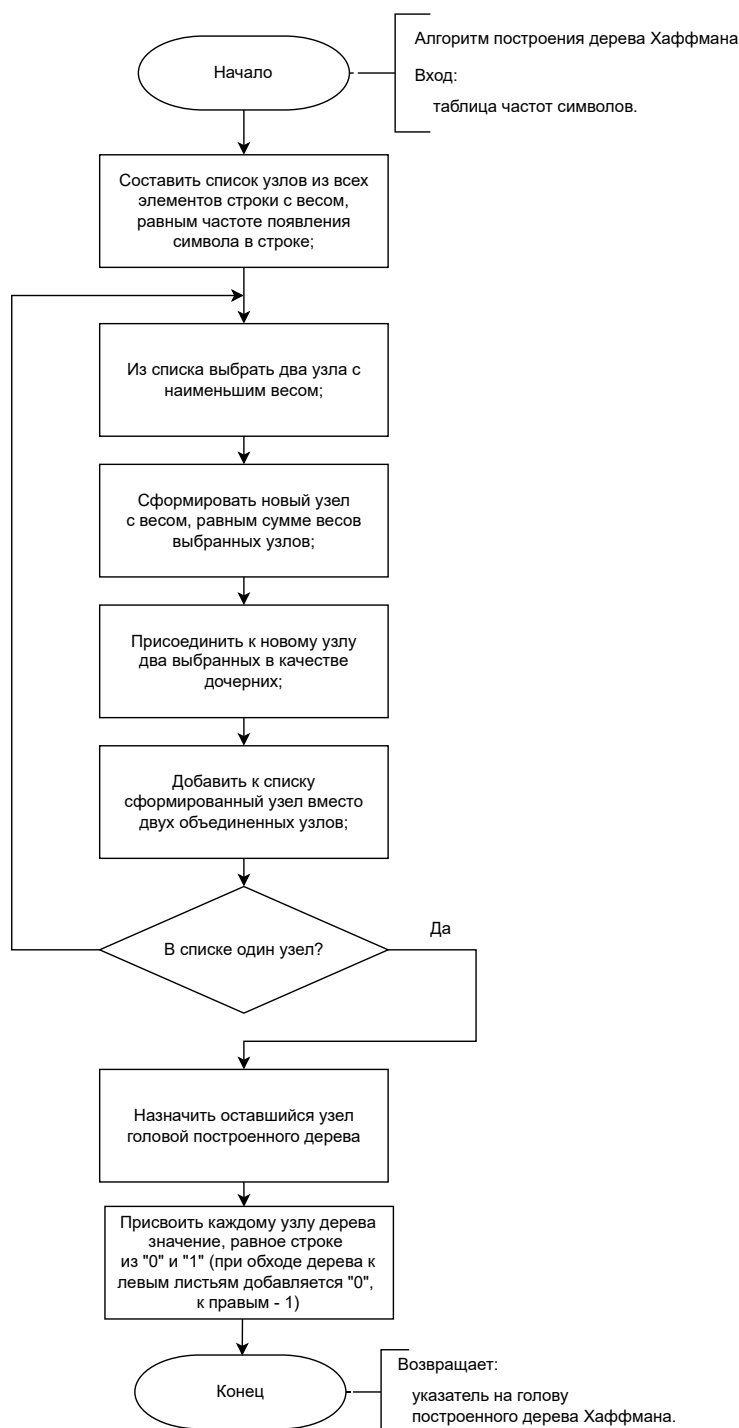 Начало
Алгоритм построения дерева Хаффмана
Вход:
таблица частот символов.
Составить список узлов из всех
элементов строки с весом,
равным частоте появления
символа в строке;
Из списка выбрать два узла с
наименьшим весом;
Сформировать новый узел
с весом, равным сумме весов
выбранных узлов;
Присоединить к новому узлу
два выбранных в качестве
дочерних;
Добавить к списку
сформированный узел вместо
двух объединенных узлов;
В списке один узел?
Да
Назначить оставшийся узел
головой построенного дерева
Присвоить каждому узлу дерева
значение, равное строке
из "0" и "1" (при обходе дерева к
левым листьям добавляется "0",
к правым - 1)
Конец
Возвращает:
указатель на голову
построенного дерева Хаффмана.